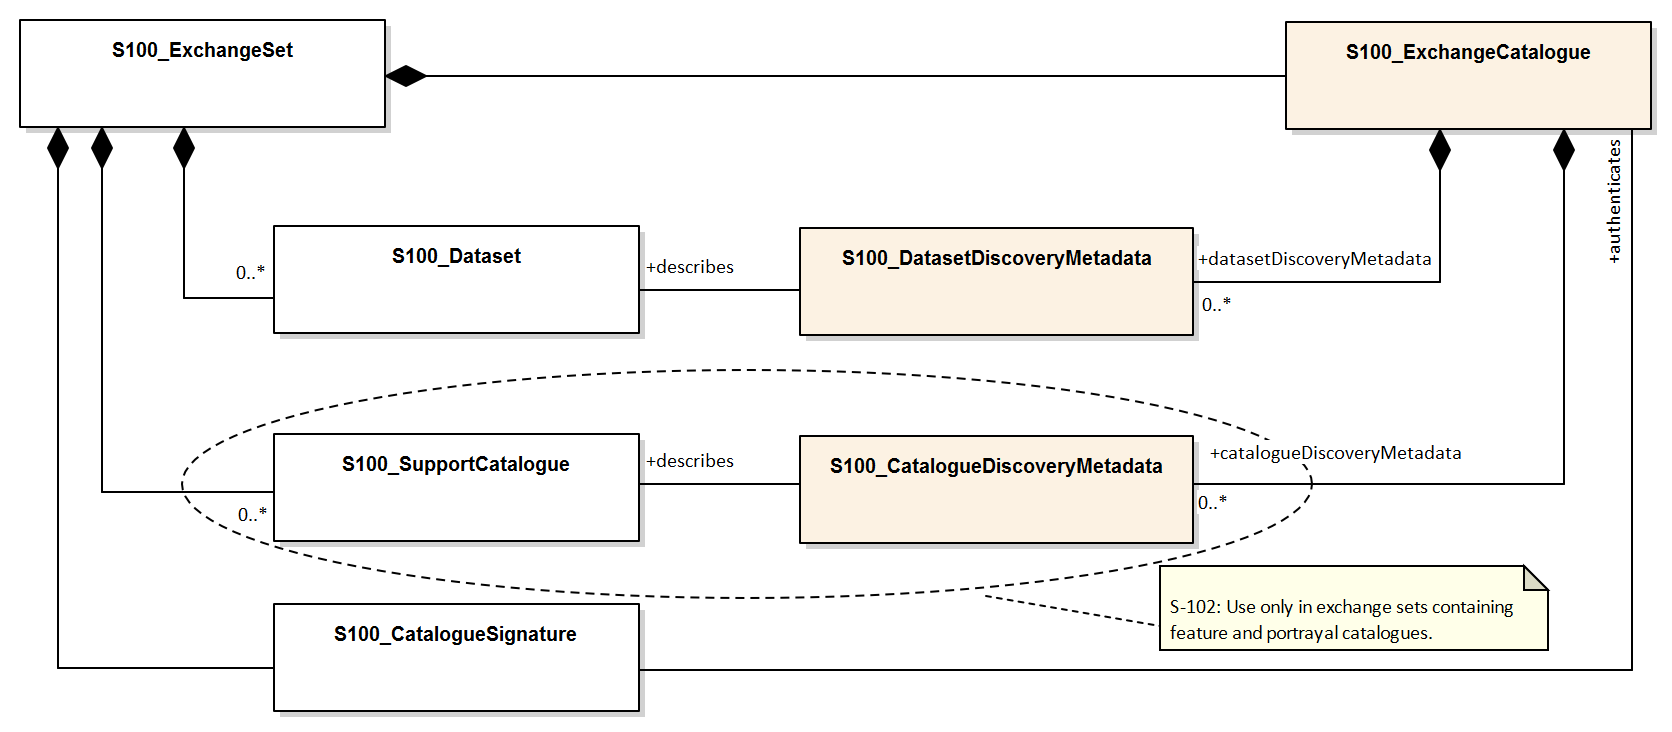 S100_ExchangeSet
S100_ExchangeCatalogue
+authenticates
S100_Dataset
0..*
+describes
S100_DatasetDiscoveryMetadata
+datasetDiscoveryMetadata
0..*
S100_SupportCatalogue
0..*
+describes
S100_CatalogueDiscoveryMetadata
+catalogueDiscoveryMetadata
0..*
S-102: Use only in exchange sets containing
feature and portrayal catalogues.
S100_CatalogueSignature